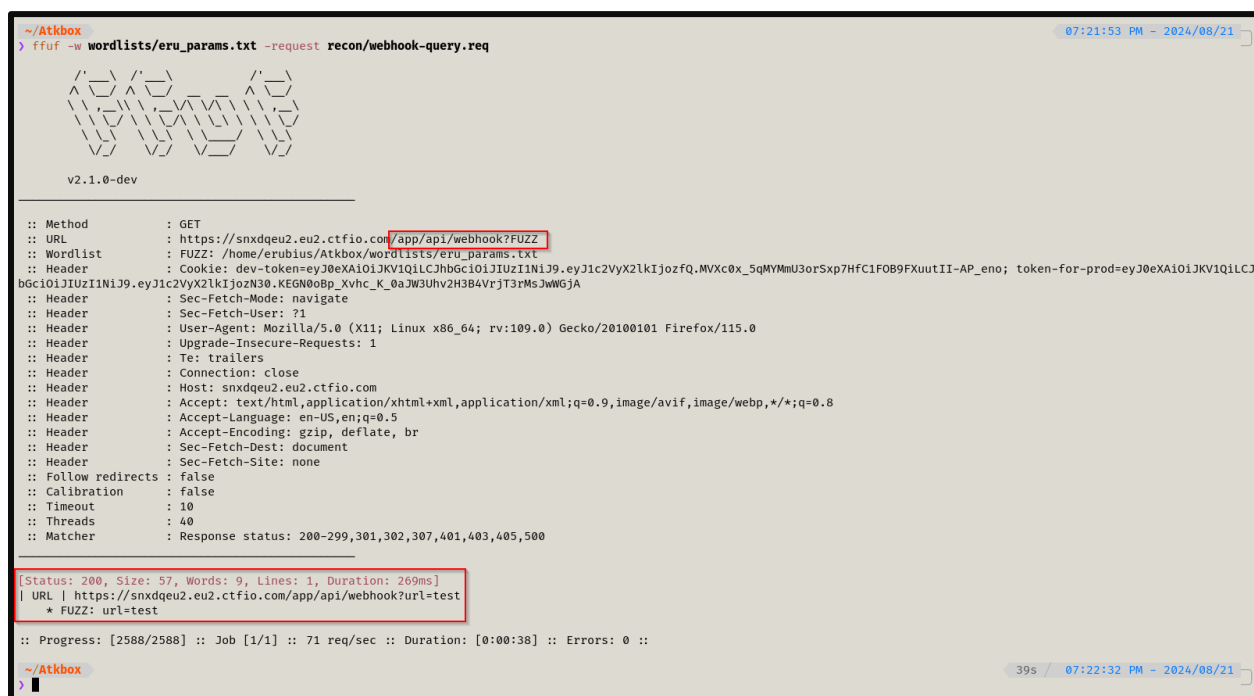 ~/Atkbox 07:21:53 PM - 2024/08/21
❯ ffuf -w wordlists/eru_params.txt -request recon/webhook-query.req
v2.1.0-dev
:: Method : GET
:: URL : https://snxdqeu2.eu2.ctfio.com/app/api/webhook?FUZZ
:: Wordlist : FUZZ: /home/erubius/Atkbox/wordlists/eru_params.txt
:: Header : Cookie: dev-token=eyJ0eXAiOiJKV1QiLCJhbGciOiJIUzI1NiJ9.eyJ1c2VyX2lkIjozfQ.MVXc0x_5qMYMmU3orSxp7HfC1FOB9FXuutII-AP_eno; token-for-prod=eyJ0eXAiOiJKV1QiLCJ
bGciOiJIUzI1NiJ9.eyJ1c2VyX2lkIjozN30.KEGN0oBp_Xvhc_K_0aJW3Uhv2H3B4VrjT3rMsJwWGjA
:: Header : Sec-Fetch-Mode: navigate
:: Header : Sec-Fetch-User: ?1
:: Header : User-Agent: Mozilla/5.0 (X11; Linux x86_64; rv:109.0) Gecko/20100101 Firefox/115.0
:: Header : Upgrade-Insecure-Requests: 1
:: Header : Te: trailers
:: Header : Connection: close
:: Header : Host: snxdqeu2.eu2.ctfio.com
:: Header : Accept: text/html,application/xhtml+xml,application/xml;q=0.9,image/avif,image/webp,*/*;q=0.8
:: Header : Accept-Language: en-US,en;q=0.5
:: Header : Accept-Encoding: gzip, deflate, br
:: Header : Sec-Fetch-Dest: document
:: Header : Sec-Fetch-Site: none
:: Follow redirects : false
:: Calibration : false
:: Timeout : 10
:: Threads : 40
:: Matcher : Response status: 200-299,301,302,307,401,403,405,500
[Status: 200, Size: 57, Words: 9, Lines: 1, Duration: 269ms]
| URL | https://snxdqeu2.eu2.ctfio.com/app/api/webhook?url=test
* FUZZ: url=test
:: Progress: [2588/2588] :: Job [1/1] :: 71 req/sec :: Duration: [0:00:38] :: Errors: 0 ::
~/Atkbox 39s / 07:22:32 PM - 2024/08/21
❯